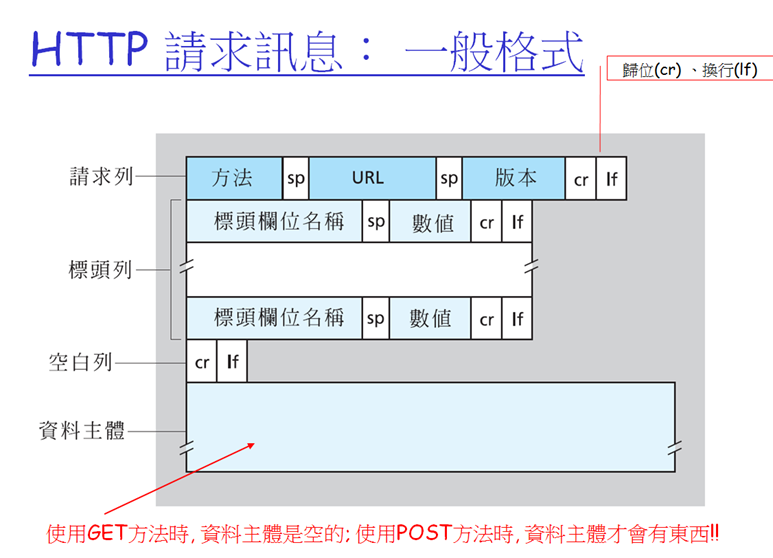 HTTP 請求訊息： 一般格式
歸位(cr) 、換行(lf)
請求列 方法 sp URL sp 版本 cr lf
標頭欄位名稱 sp 數值 cr lf
標頭列
標頭欄位名稱 sp 數值 cr lf
空白列 cr lf
資料主體
使用GET方法時, 資料主體是空的; 使用POST方法時, 資料主體才會有東西!!